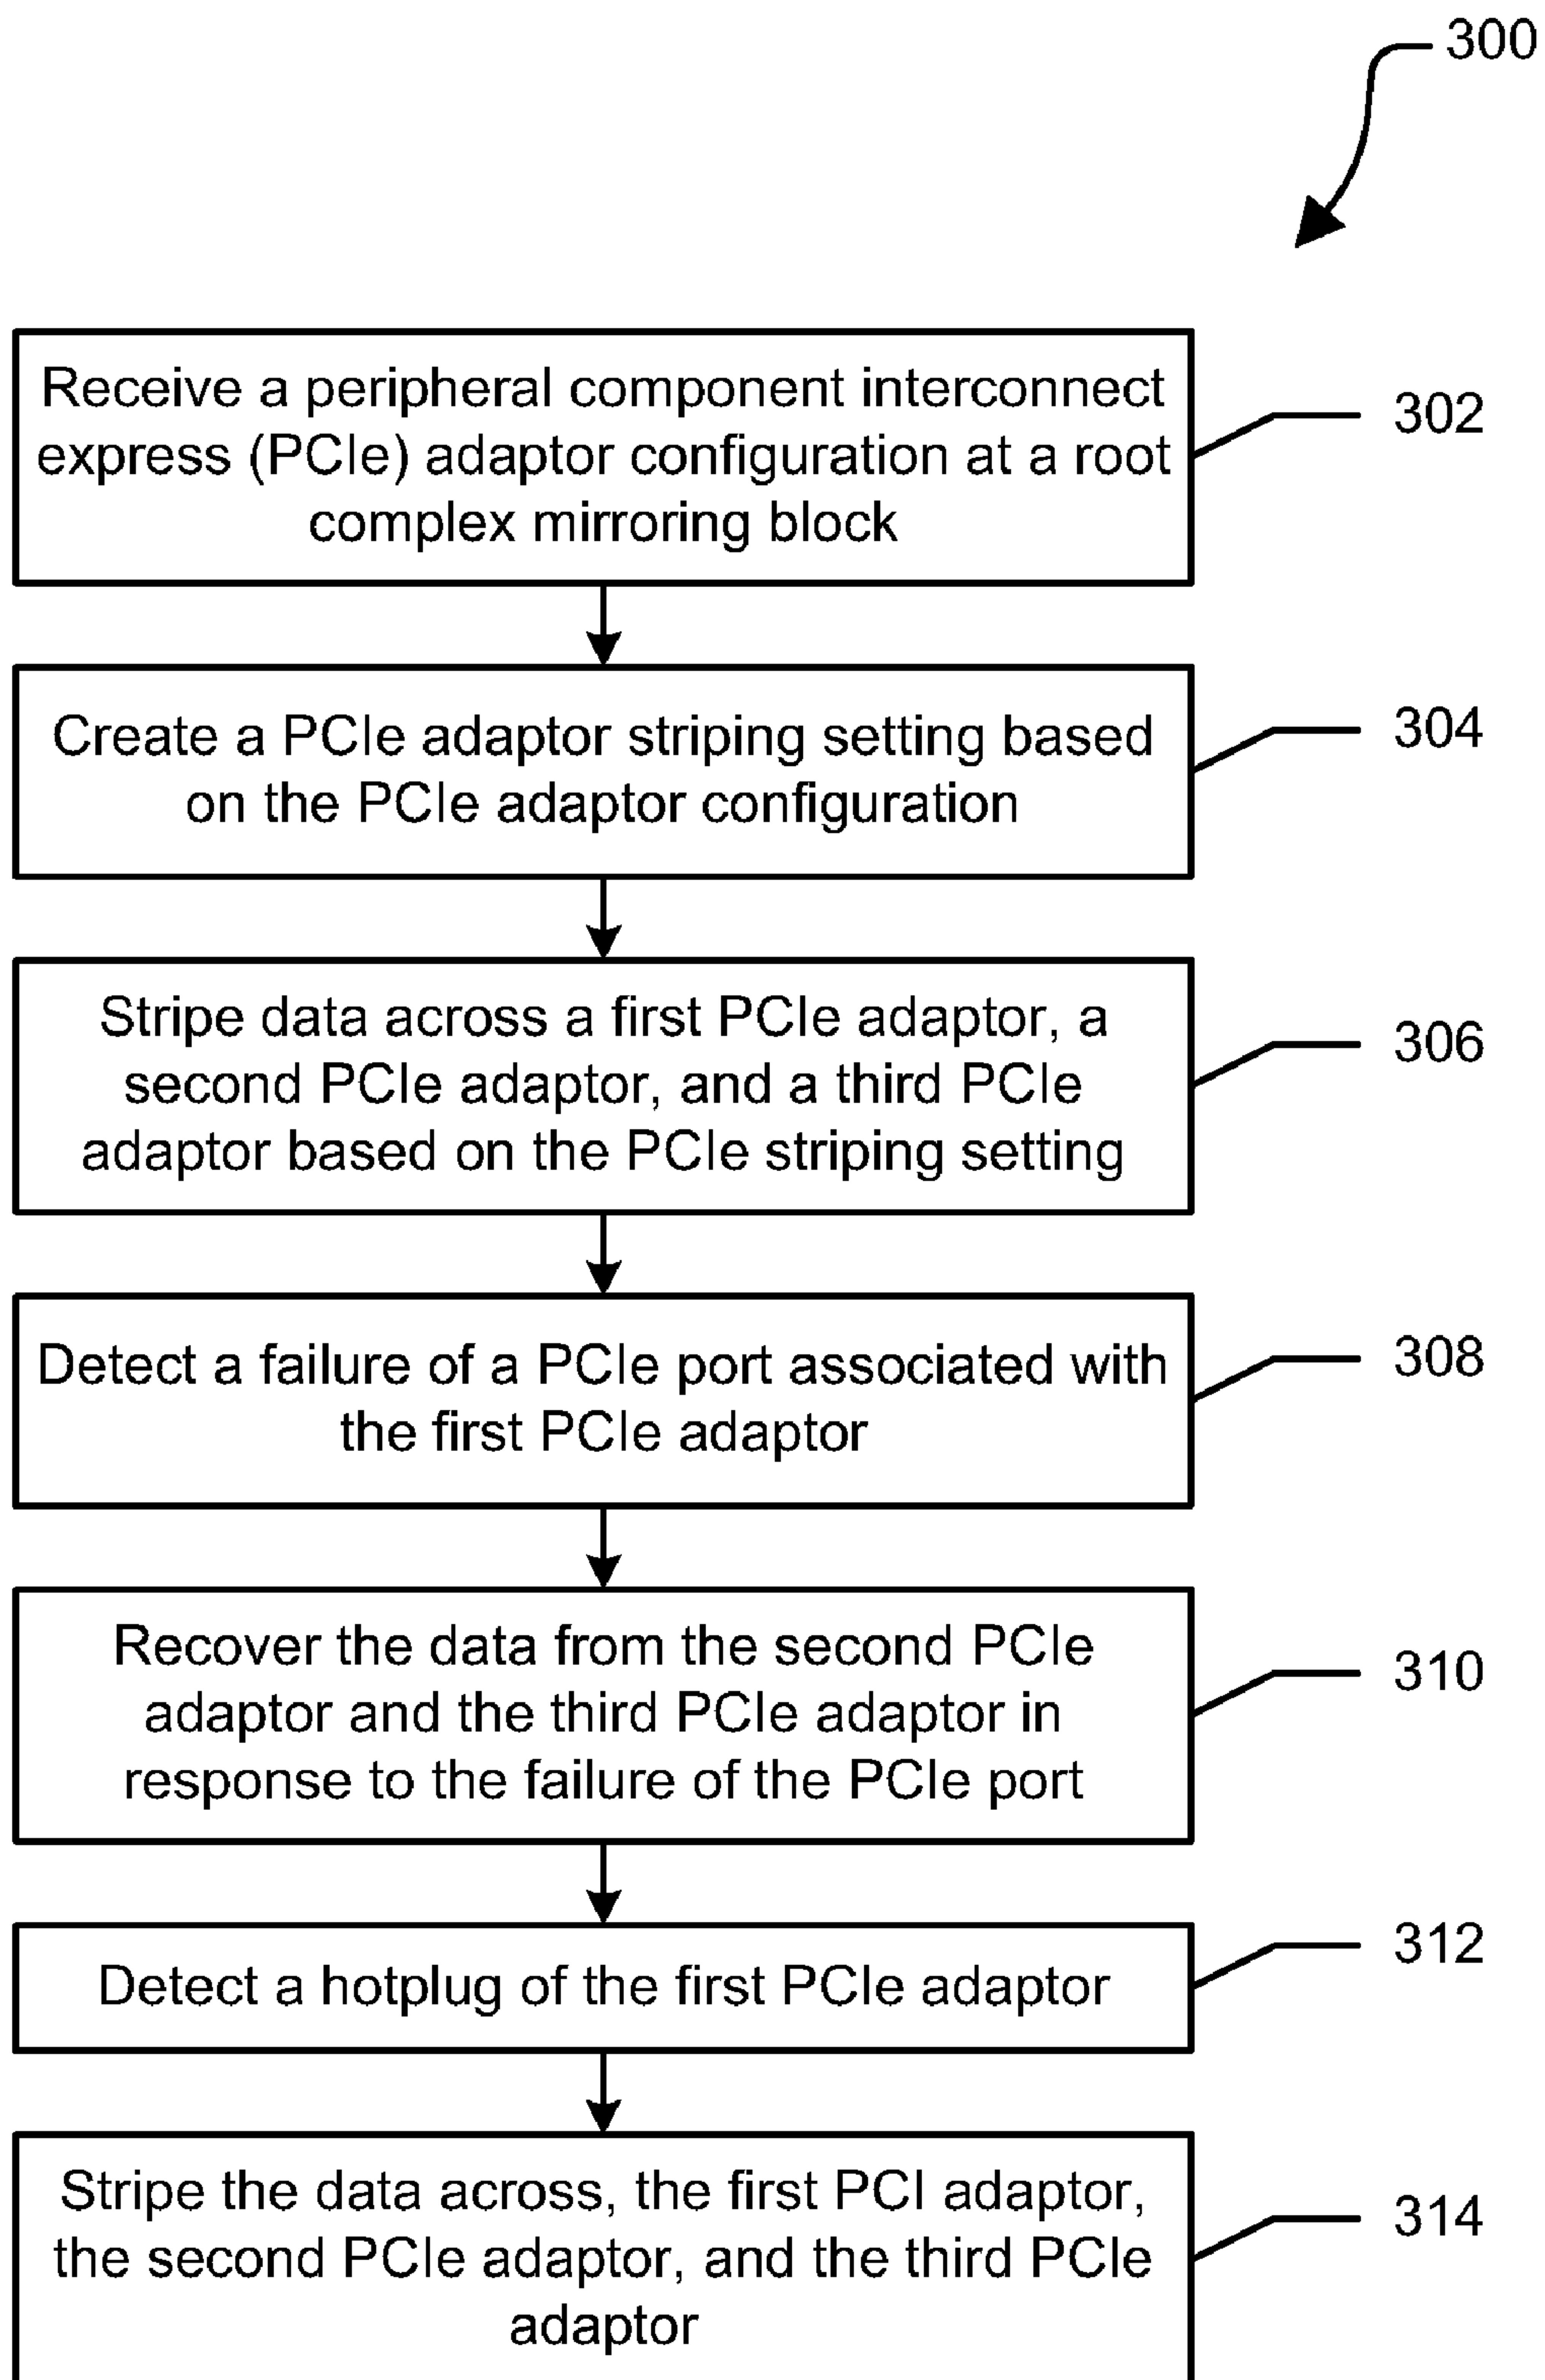 300
Receive a peripheral component interconnect
express (PCIe) adaptor configuration at a root
complex mirroring block
302
Create a PCIe adaptor striping setting based
on the PCIe adaptor configuration
304
Stripe data across a first PCIe adaptor, a
second PCIe adaptor, and a third PCIe
adaptor based on the PCIe striping setting
306
Detect a failure of a PCIe port associated with
the first PCIe adaptor
308
Recover the data from the second PCIe
adaptor and the third PCIe adaptor in
response to the failure of the PCIe port
310
Detect a hotplug of the first PCIe adaptor
312
Stripe the data across, the first PCI adaptor,
the second PCIe adaptor, and the third PCIe
adaptor
314